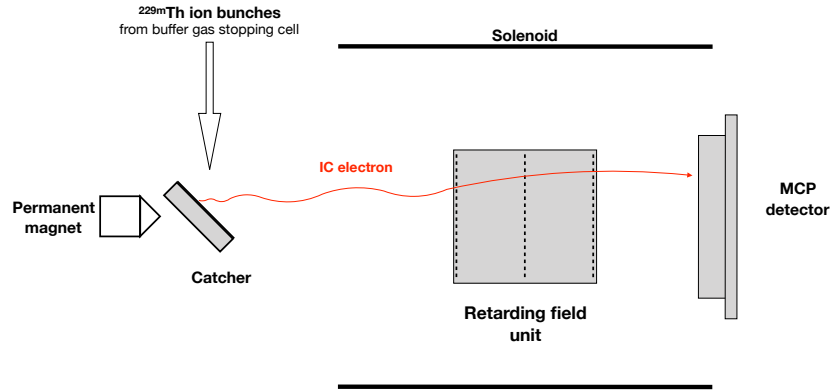 ²²⁹ᵐTh ion bunches
from buffer gas stopping cell
Solenoid
IC electron
Permanent
magnet
MCP
detector
Catcher
Retarding field
unit